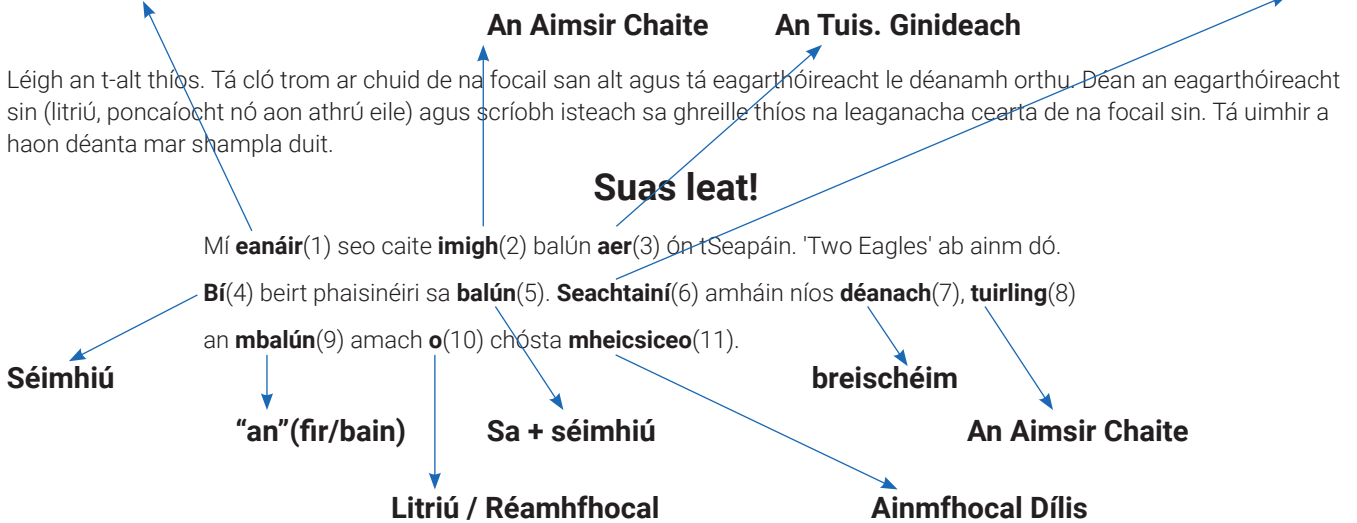 An Aimsir Chaite An Tuis. Ginideach
Léigh an t-alt thíos. Tá cló trom ar chuid de na focail san alt agus tá eagarthóireacht le déanamh orthu. Déan an eagarthóireacht
sin (litriú, poncaíocht nó aon athrú eile) agus scríobh isteach sa ghreille thíos na leaganacha cearta de na focail sin. Tá uimhir a
haon déanta mar shampla duit.
Suas leat!
Mí eanáir(1) seo caite imigh(2) balún aer(3) ón tSeapáin. 'Two Eagles' ab ainm dó.
Bí(4) beirt phaisinéiri sa balún(5). Seachtainí(6) amháin níos déanach(7), tuirling(8)
an mbalún(9) amach o(10) chósta mheicsiceo(11).
Séimhiú breischéim
“an”(fir/bain) Sa + séimhiú An Aimsir Chaite
Litriú / Réamhfhocal Ainmfhocal Dílis